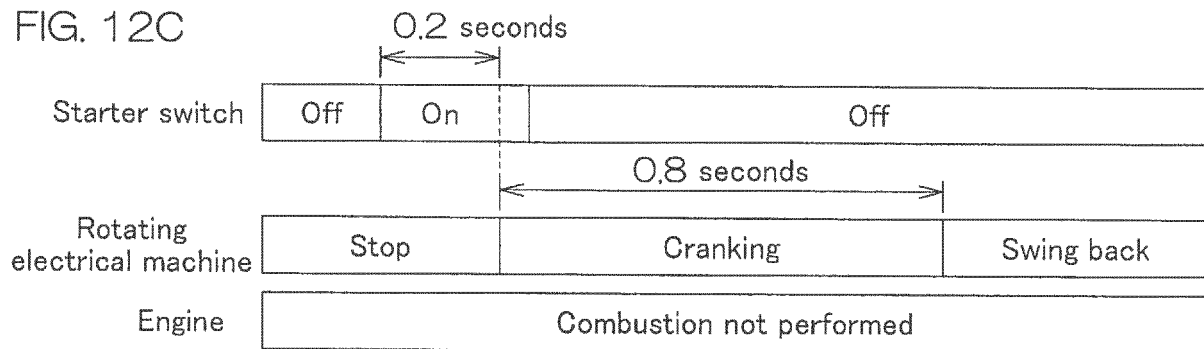 FIG. 12C
0.2 seconds
Starter switch
Off
On
Off
0.8 seconds
Rotating
electrical machine
Stop
Cranking
Swing back
Engine
Combustion not performed